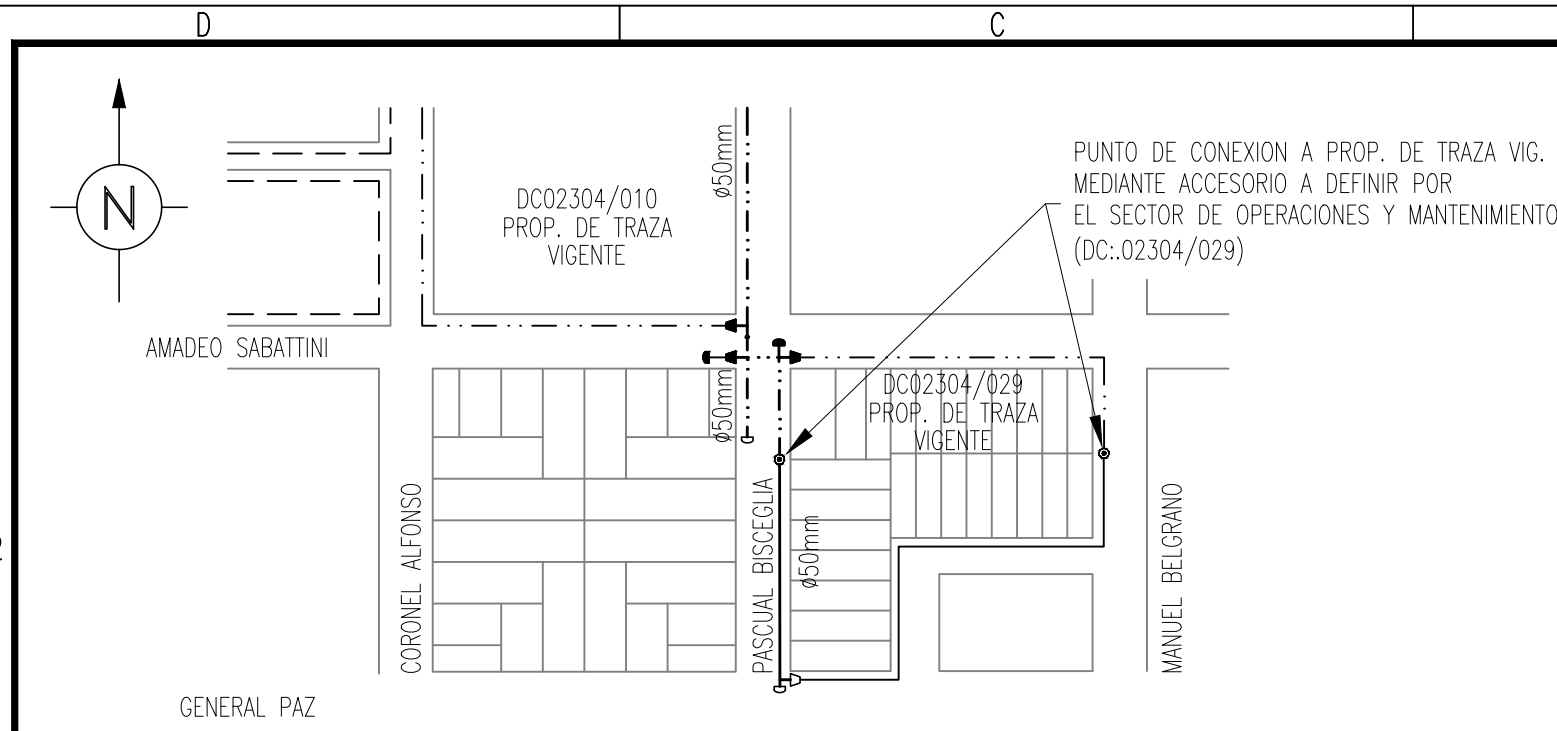 D
C
N
DC02304/010
PROP. DE TRAZA
VIGENTE
ø50mm
PUNTO DE CONEXION A PROP. DE TRAZA VIG.
MEDIANTE ACCESORIO A DEFINIR POR
EL SECTOR DE OPERACIONES Y MANTENIMIENTO
(DC:.02304/029)
AMADEO SABATTINI
ø50mm
DC02304/029
PROP. DE TRAZA
VIGENTE
CORONEL ALFONSO
PASCUAL BISCEGLIA
ø50mm
MANUEL BELGRANO
GENERAL PAZ